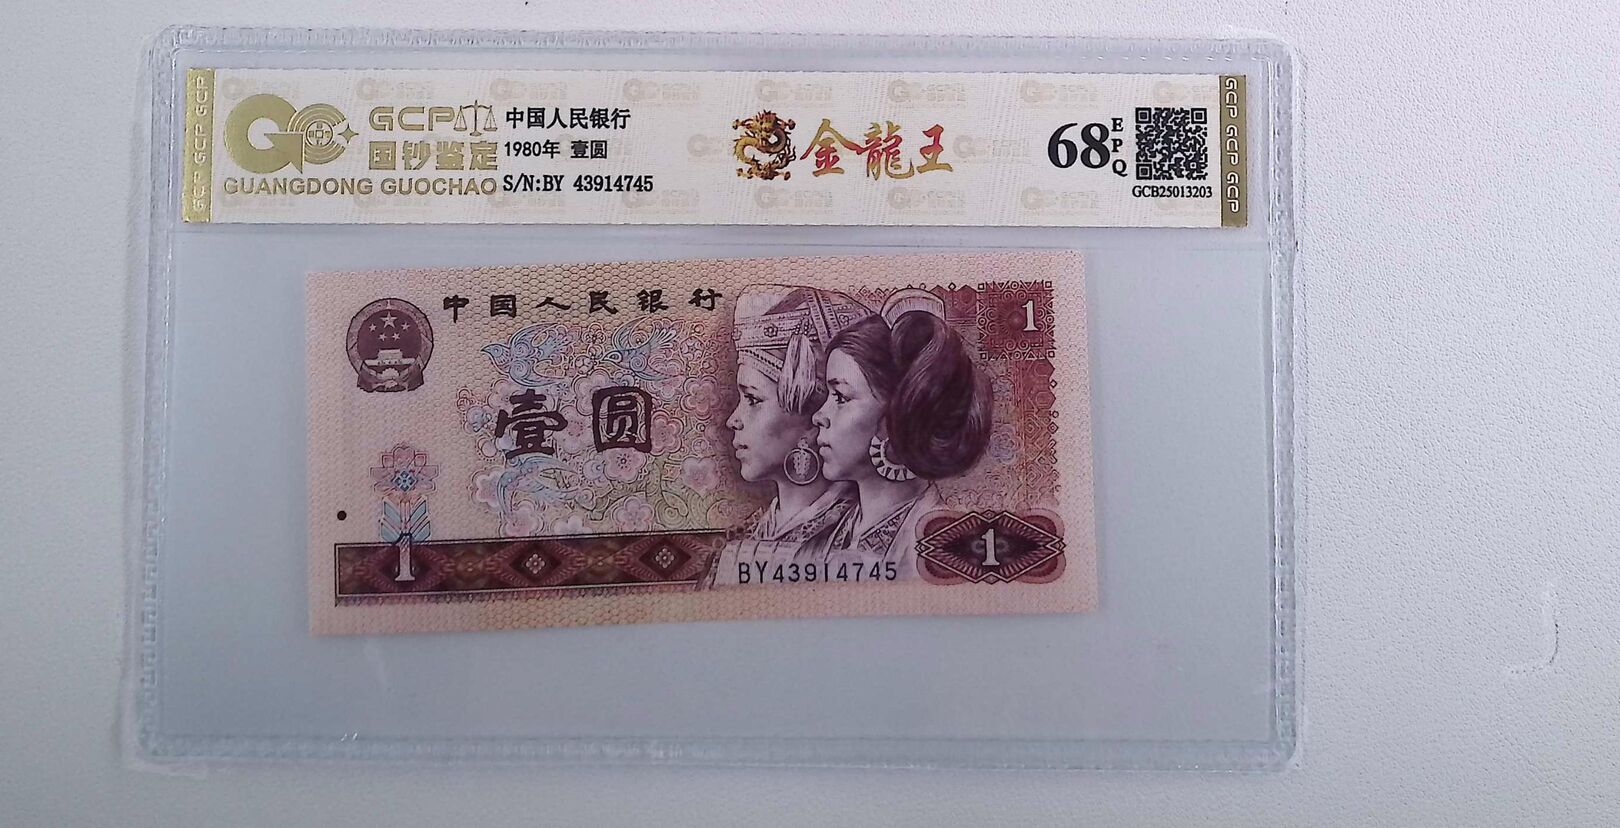 GCP GCP GCP
GCP
国钞鉴定
GUANGDONG GUOCHAO
中国人民银行
1980年 壹圆
S/N:BY 43914745
金龍王
68
EPQ
GCB25013203
GCP GCP GCP
中国人民银行
1
壹圆
1
BY43914745
1